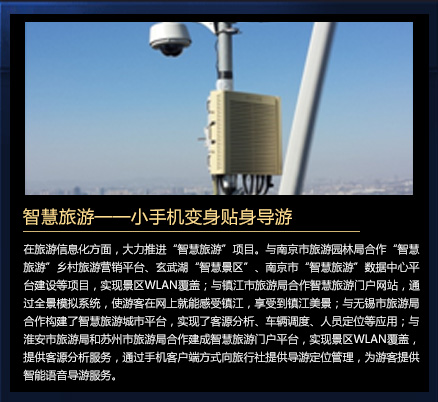 智慧旅游——小手机变身贴身导游
在旅游信息化方面，大力推进“智慧旅游”项目。与南京市旅游园林局合作“智慧
旅游”乡村旅游营销平台、玄武湖“智慧景区”、南京市“智慧旅游”数据中心平
台建设等项目，实现景区WLAN覆盖；与镇江市旅游局合作智慧旅游门户网站，通
过全景模拟系统，使游客在网上就能感受镇江，享受到镇江美景；与无锡市旅游局
合作构建了智慧旅游城市平台，实现了客源分析、车辆调度、人员定位等应用；与
淮安市旅游局和苏州市旅游局合作建成智慧旅游门户平台，实现景区WLAN覆盖，
提供客源分析服务，通过手机客户端方式向旅行社提供导游定位管理，为游客提供
智能语音导游服务。